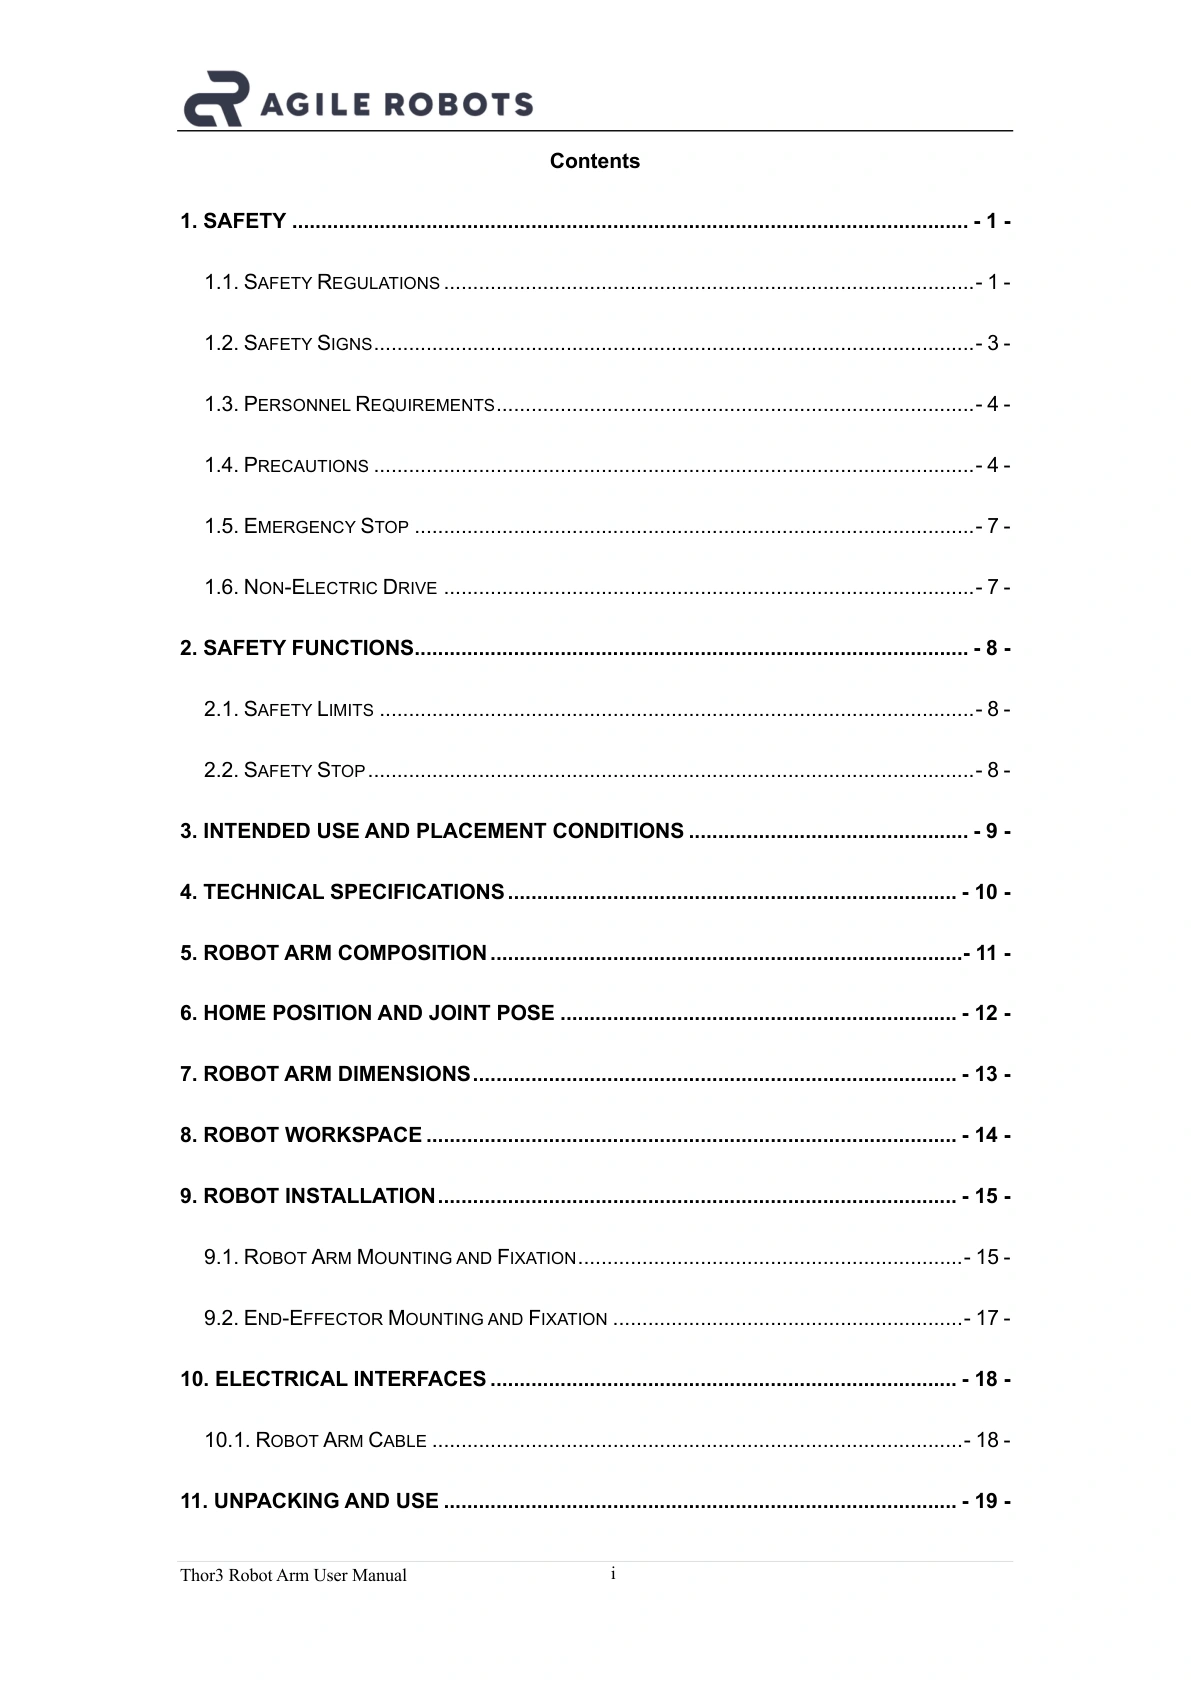 AGILE ROBOTS
Contents
1. SAFETY .................................................................................................................... - 1 -
1.1. SAFETY REGULATIONS ...........................................................................................- 1 -
1.2. SAFETY SIGNS.......................................................................................................- 3 -
1.3. PERSONNEL REQUIREMENTS..................................................................................- 4 -
1.4. PRECAUTIONS .......................................................................................................- 4 -
1.5. EMERGENCY STOP ................................................................................................- 7 -
1.6. NON-ELECTRIC DRIVE ...........................................................................................- 7 -
2. SAFETY FUNCTIONS............................................................................................... - 8 -
2.1. SAFETY LIMITS ......................................................................................................- 8 -
2.2. SAFETY STOP........................................................................................................- 8 -
3. INTENDED USE AND PLACEMENT CONDITIONS ................................................ - 9 -
4. TECHNICAL SPECIFICATIONS ............................................................................. - 10 -
5. ROBOT ARM COMPOSITION .................................................................................- 11 -
6. HOME POSITION AND JOINT POSE .................................................................... - 12 -
7. ROBOT ARM DIMENSIONS................................................................................... - 13 -
8. ROBOT WORKSPACE ........................................................................................... - 14 -
9. ROBOT INSTALLATION......................................................................................... - 15 -
9.1. ROBOT ARM MOUNTING AND FIXATION..................................................................- 15 -
9.2. END-EFFECTOR MOUNTING AND FIXATION ............................................................- 17 -
10. ELECTRICAL INTERFACES ................................................................................ - 18 -
10.1. ROBOT ARM CABLE ...........................................................................................- 18 -
11. UNPACKING AND USE ........................................................................................ - 19 -
Thor3 Robot Arm User Manual i